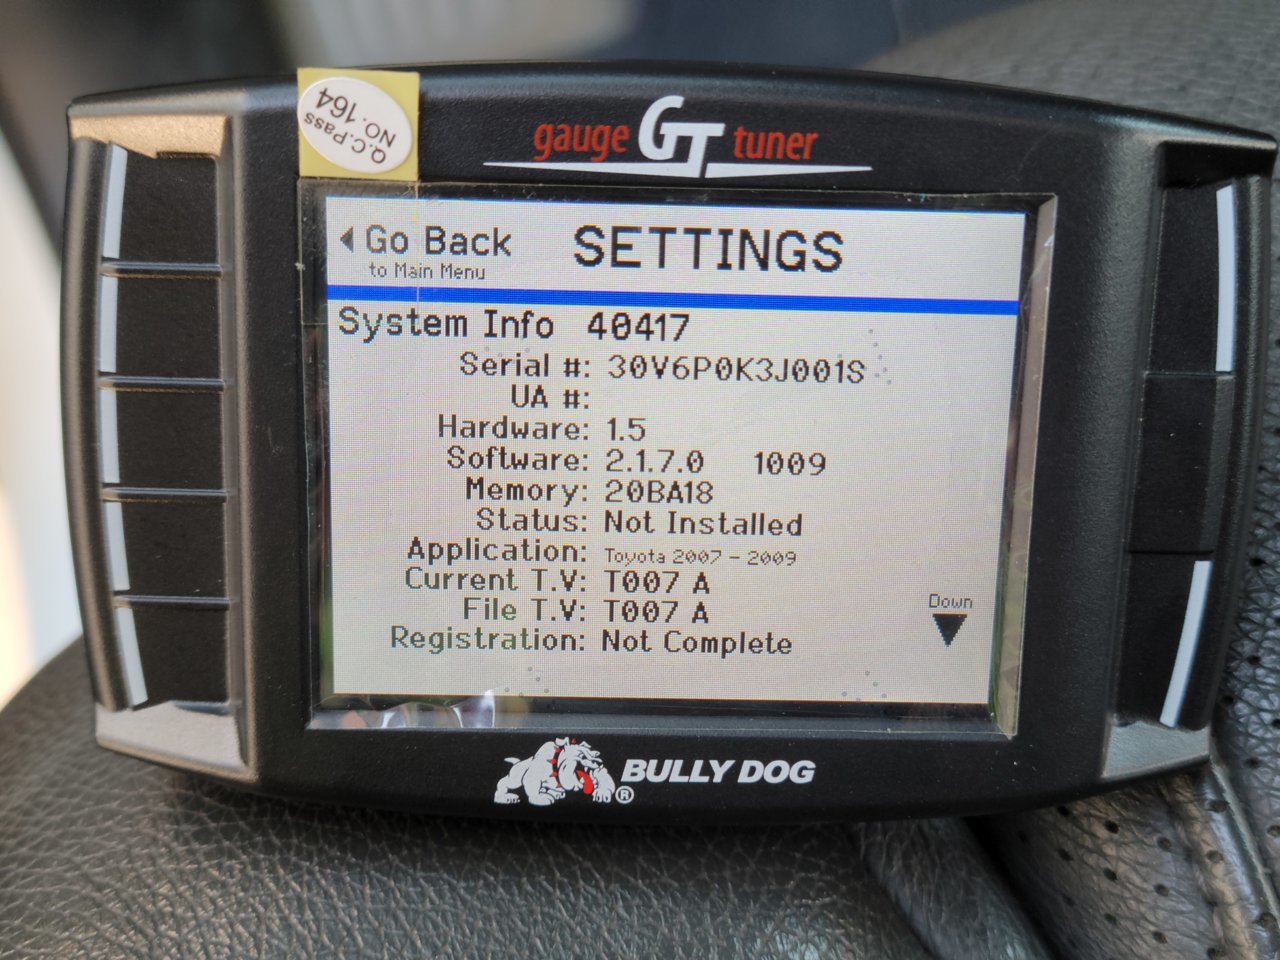 Q.C.Pass
NO.164
gauge GT tuner
Go Back
to Main Menu
SETTINGS
System Info 40417
Serial #: 30V6P0K3J001S
UA #:
Hardware: 1.5
Software: 2.1.7.0 1009
Memory: 20BA18
Status: Not Installed
Application: Toyota 2007 - 2009
Current T.V: T007 A
File T.V: T007 A
Registration: Not Complete
Down
BULLY DOG
®